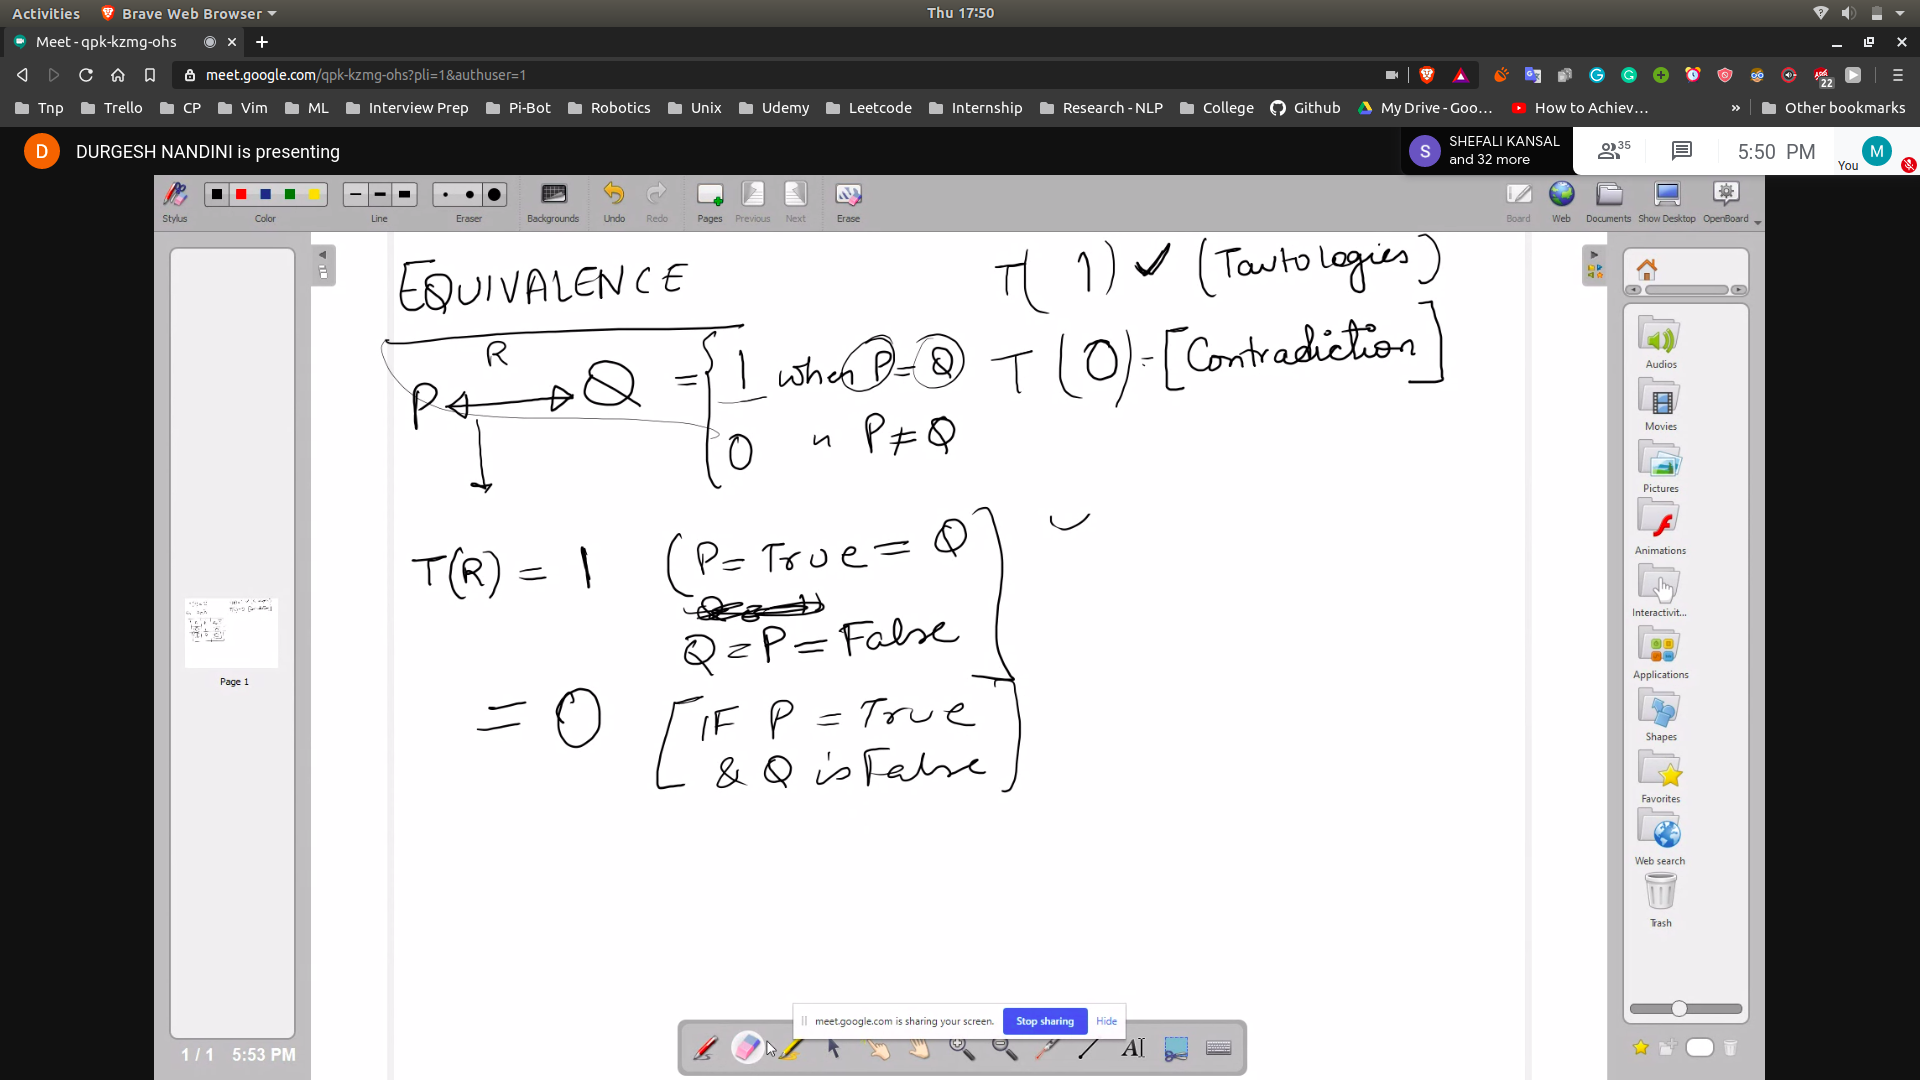 Activities
Brave Web Browser
Thu 17:50
Meet - qpk-kzmg-ohs
meet.google.com/qpk-kzmg-ohs?pli=1&authuser=1
22
Tnp Trello CP Vim ML Interview Prep Pi-Bot Robotics Unix Udemy Leetcode Internship Research - NLP College Github My Drive - Goo… How to Achiev… » Other bookmarks
D DURGESH NANDINI is presenting
S SHEFALI KANSAL
and 32 more
35
5:50 PM
You
M
Stylus Color Line Eraser Backgrounds Undo Redo Pages Previous Next Erase Board Web Documents Show Desktop OpenBoard
EQUIVALENCE
T( 1) ✓ (Tautologies)
R
P ↔ Q = { 1 when P = Q
T (0) = [Contradiction]
0 " P ≠ Q
T(R) = 1 (P = True = Q
Q = P = False
= 0 [IF P = True
& Q is False]
Page 1
Audios
Movies
Pictures
Animations
Interactivit...
Applications
Shapes
Favorites
Web search
Trash
meet.google.com is sharing your screen. Stop sharing Hide
1 / 1 5:53 PM